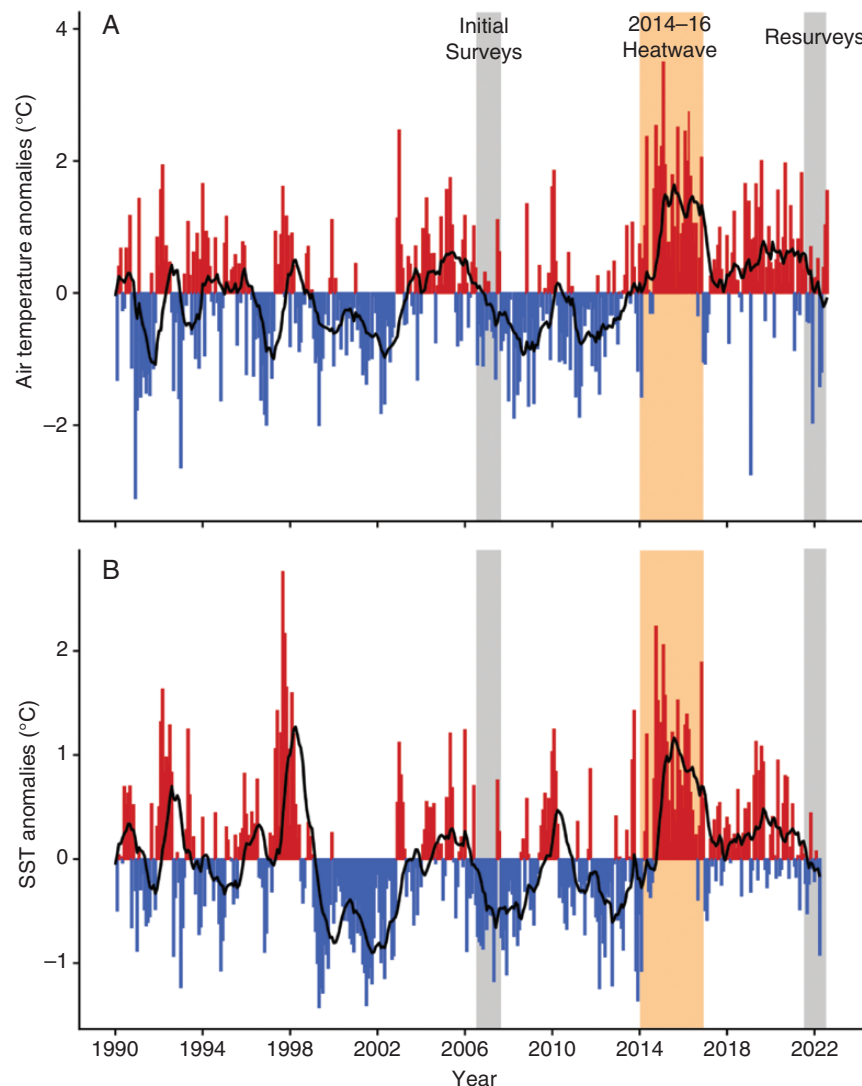 A
Initial
Surveys
2014–16
Heatwave
Resurveys
Air temperature anomalies (°C)
4
2
0
–2
B
SST anomalies (°C)
2
1
0
–1
1990 1994 1998 2002 2006 2010 2014 2018 2022
Year